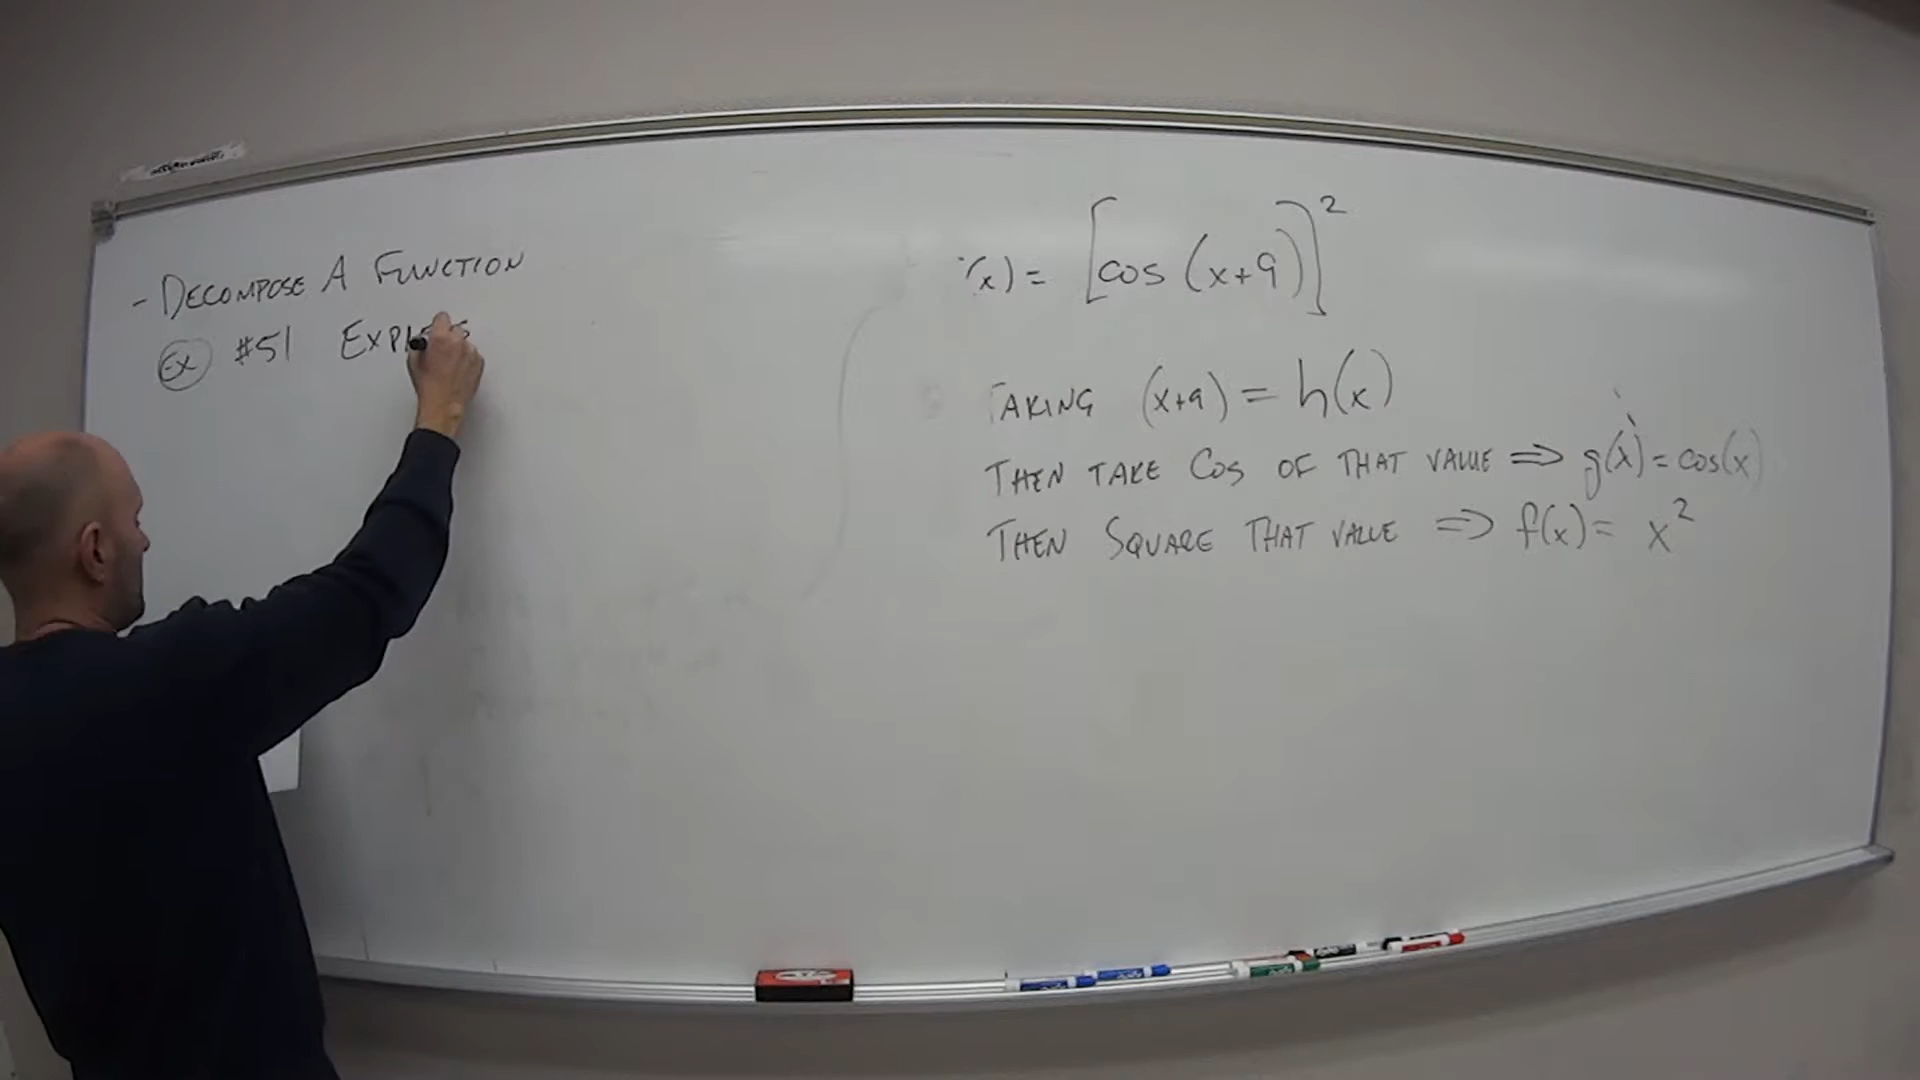 - DECOMPOSE A FUNCTION
Ex #51
(x) = [cos (x+9)]²
AKING (x+9) = h(x)
THEN TAKE COS OF THAT VALUE ⇒ g(x) = cos(x)
THEN SQUARE THAT VALUE ⇒ f(x) = x²